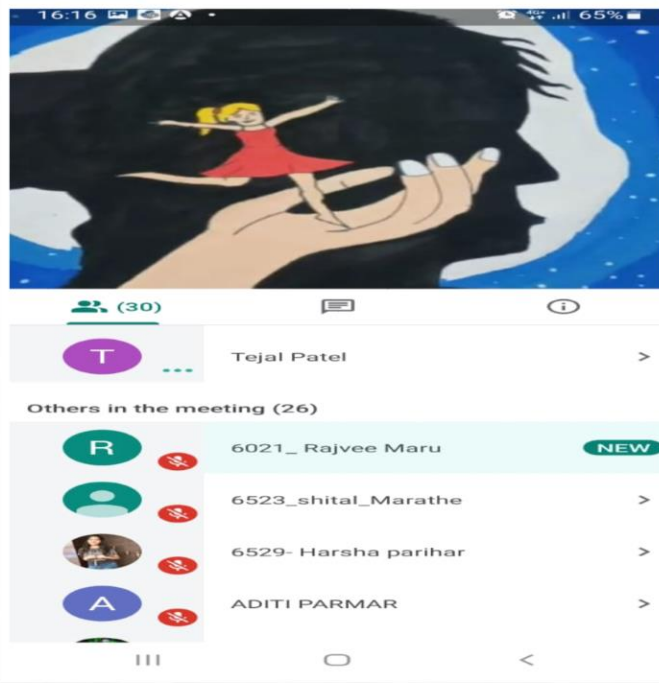 16:16 4G+ 65%
(30)
T Tejal Patel
Others in the meeting (26)
R 6021_ Rajvee Maru NEW
6523_shital_Marathe
6529- Harsha parihar
A ADITI PARMAR